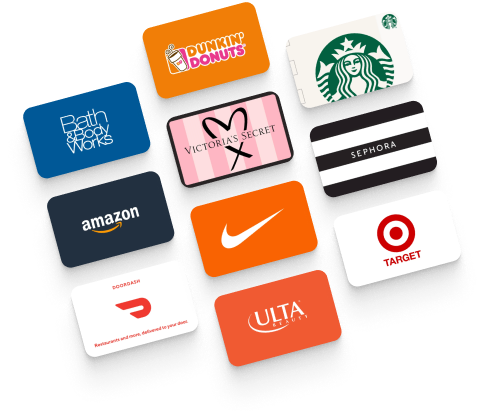 DUNKIN'
DONUTS
Bath
&Body
Works
VICTORIA'S SECRET
SEPHORA
amazon
TARGET
DOORDASH
Restaurants and more, delivered to your door.
ULTA
BEAUTY